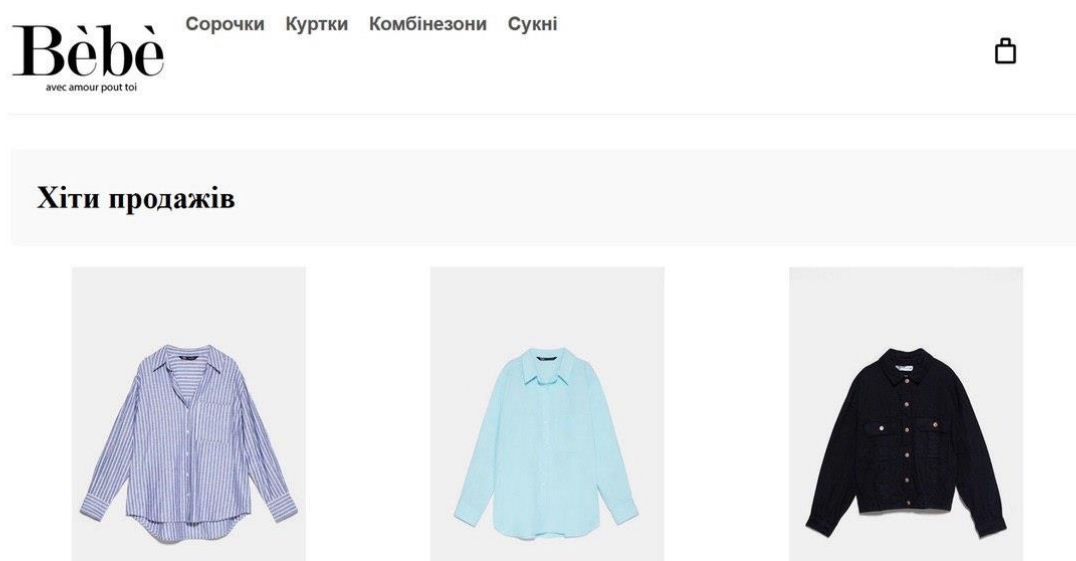 Bèbè
avec amour pout toi
Сорочки Куртки Комбінезони Сукні
Хіти продажів